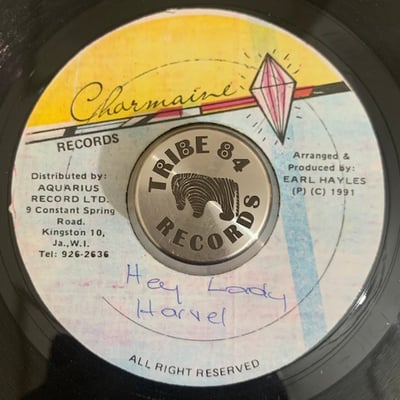 Charmaine
RECORDS
Distributed by:
AQUARIUS
RECORD LTD.
9 Constant Spring
Road.
Kingston 10,
Ja.,W.I.
Tel: 926-2636
TRIBE 84
RECORDS
Arranged &
Produced by:
EARL HAYLES
(P) (C) 1991
Hey Lady
Harvel
ALL RIGHT RESERVED